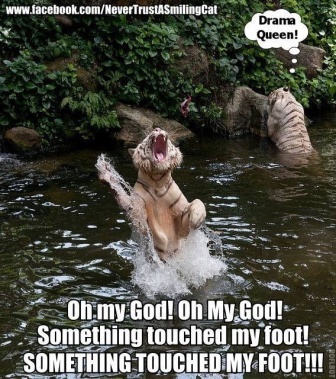 www.facebook.com/NeverTrustASmilingCat
Drama
Queen!
Oh my God! Oh My God!
Something touched my foot!
SOMETHING TOUCHED MY FOOT!!!